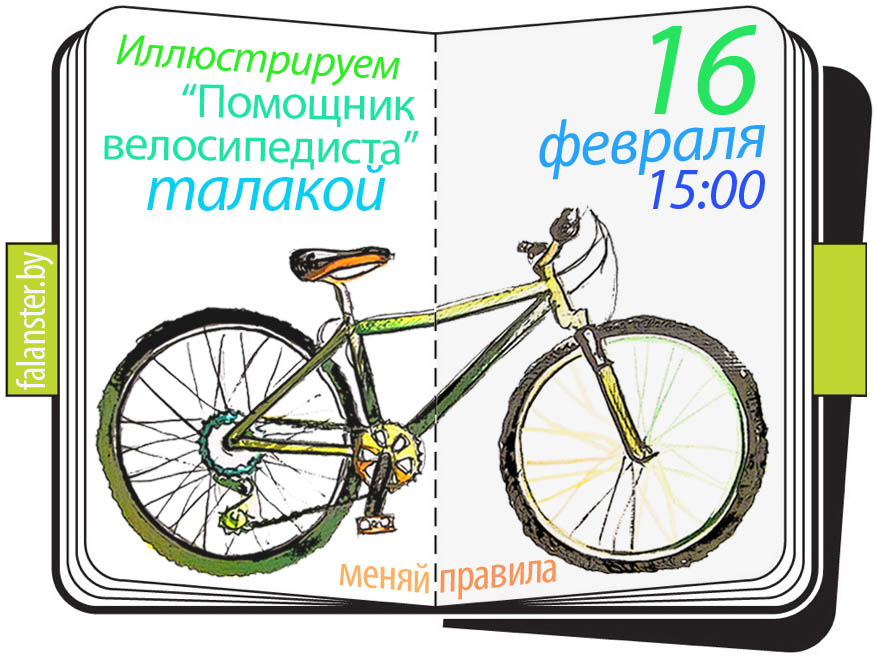 Иллюстрируем
“Помощник
велосипедиста”
талакой
16
февраля
15:00
falanster.by
меняй правила